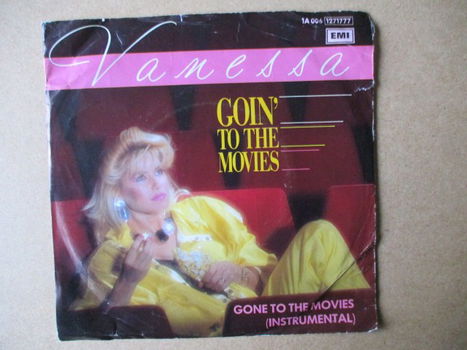 1A 006 1271777
EMI
Vanessa
GOIN'
TO THE
MOVIES
GONE TO THE MOVIES
(INSTRUMENTAL)